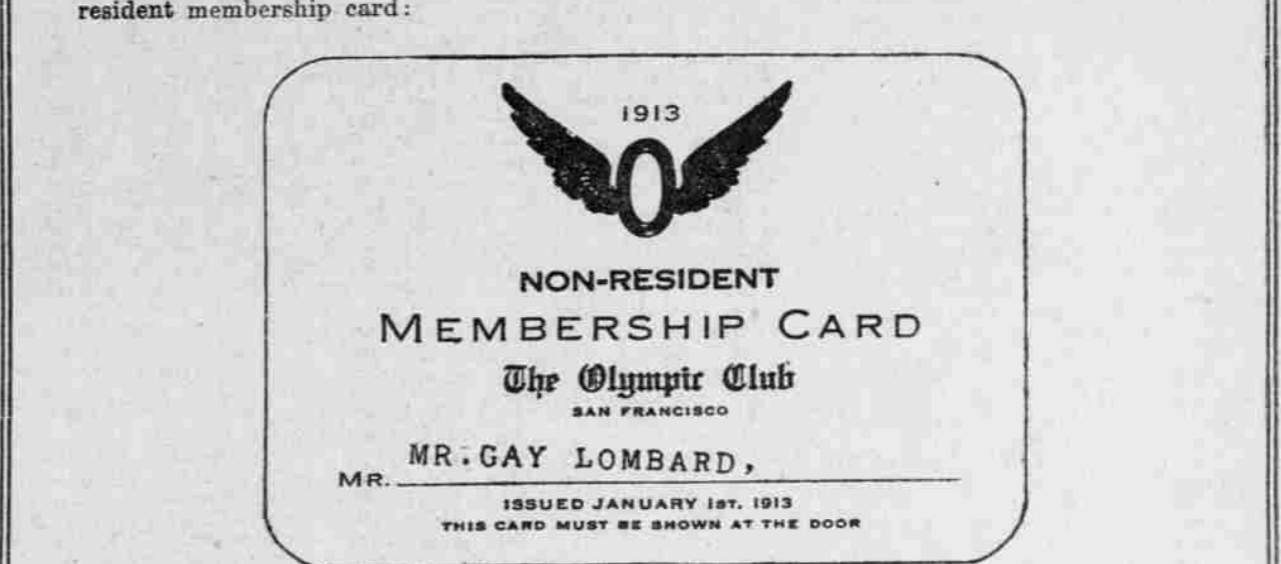 resident membership card:
1913
O
NON-RESIDENT
MEMBERSHIP CARD
The Olympic Club
SAN FRANCISCO
MR. MR.GAY LOMBARD,
ISSUED JANUARY 1ST. 1913
THIS CARD MUST BE SHOWN AT THE DOOR